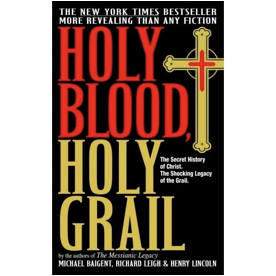 THE NEW YORK TIMES BESTSELLER
MORE REVEALING THAN ANY FICTION
HOLY
BLOOD,
HOLY
GRAIL
The Secret History
of Christ.
The Shocking Legacy
of the Grail.
by the authors of The Messianic Legacy
MICHAEL BAIGENT, RICHARD LEIGH & HENRY LINCOLN